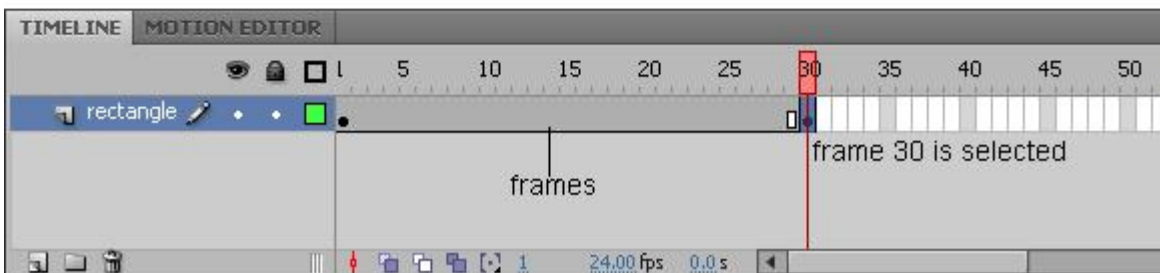 TIMELINE MOTION EDITOR
1 5 10 15 20 25 30 35 40 45 50
rectangle
frame 30 is selected
frames
1 24.00 fps 0.0 s